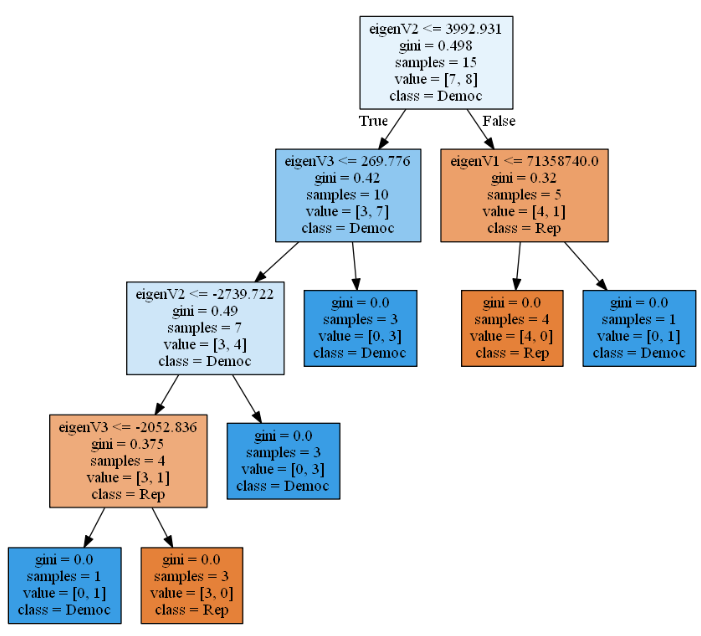 eigenV2 <= 3992.931
gini = 0.498
samples = 15
value = [7, 8]
class = Democ
True
False
eigenV3 <= 269.776
gini = 0.42
samples = 10
value = [3, 7]
class = Democ
eigenV1 <= 71358740.0
gini = 0.32
samples = 5
value = [4, 1]
class = Rep
eigenV2 <= -2739.722
gini = 0.49
samples = 7
value = [3, 4]
class = Democ
gini = 0.0
samples = 3
value = [0, 3]
class = Democ
gini = 0.0
samples = 4
value = [4, 0]
class = Rep
gini = 0.0
samples = 1
value = [0, 1]
class = Democ
eigenV3 <= -2052.836
gini = 0.375
samples = 4
value = [3, 1]
class = Rep
gini = 0.0
samples = 3
value = [0, 3]
class = Democ
gini = 0.0
samples = 1
value = [0, 1]
class = Democ
gini = 0.0
samples = 3
value = [3, 0]
class = Rep